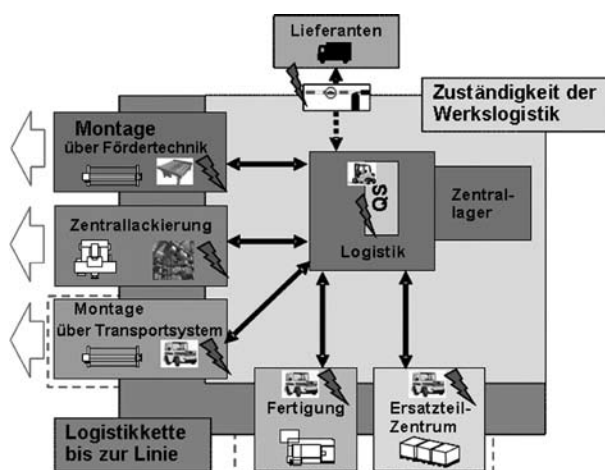 Lieferanten
Zuständigkeit der
Werkslogistik
Montage
über Fördertechnik
QS
Logistik
Zentral-
lager
Zentrallackierung
Montage
über Transportsystem
Fertigung
Ersatzteil-
Zentrum
Logistikkette
bis zur Linie